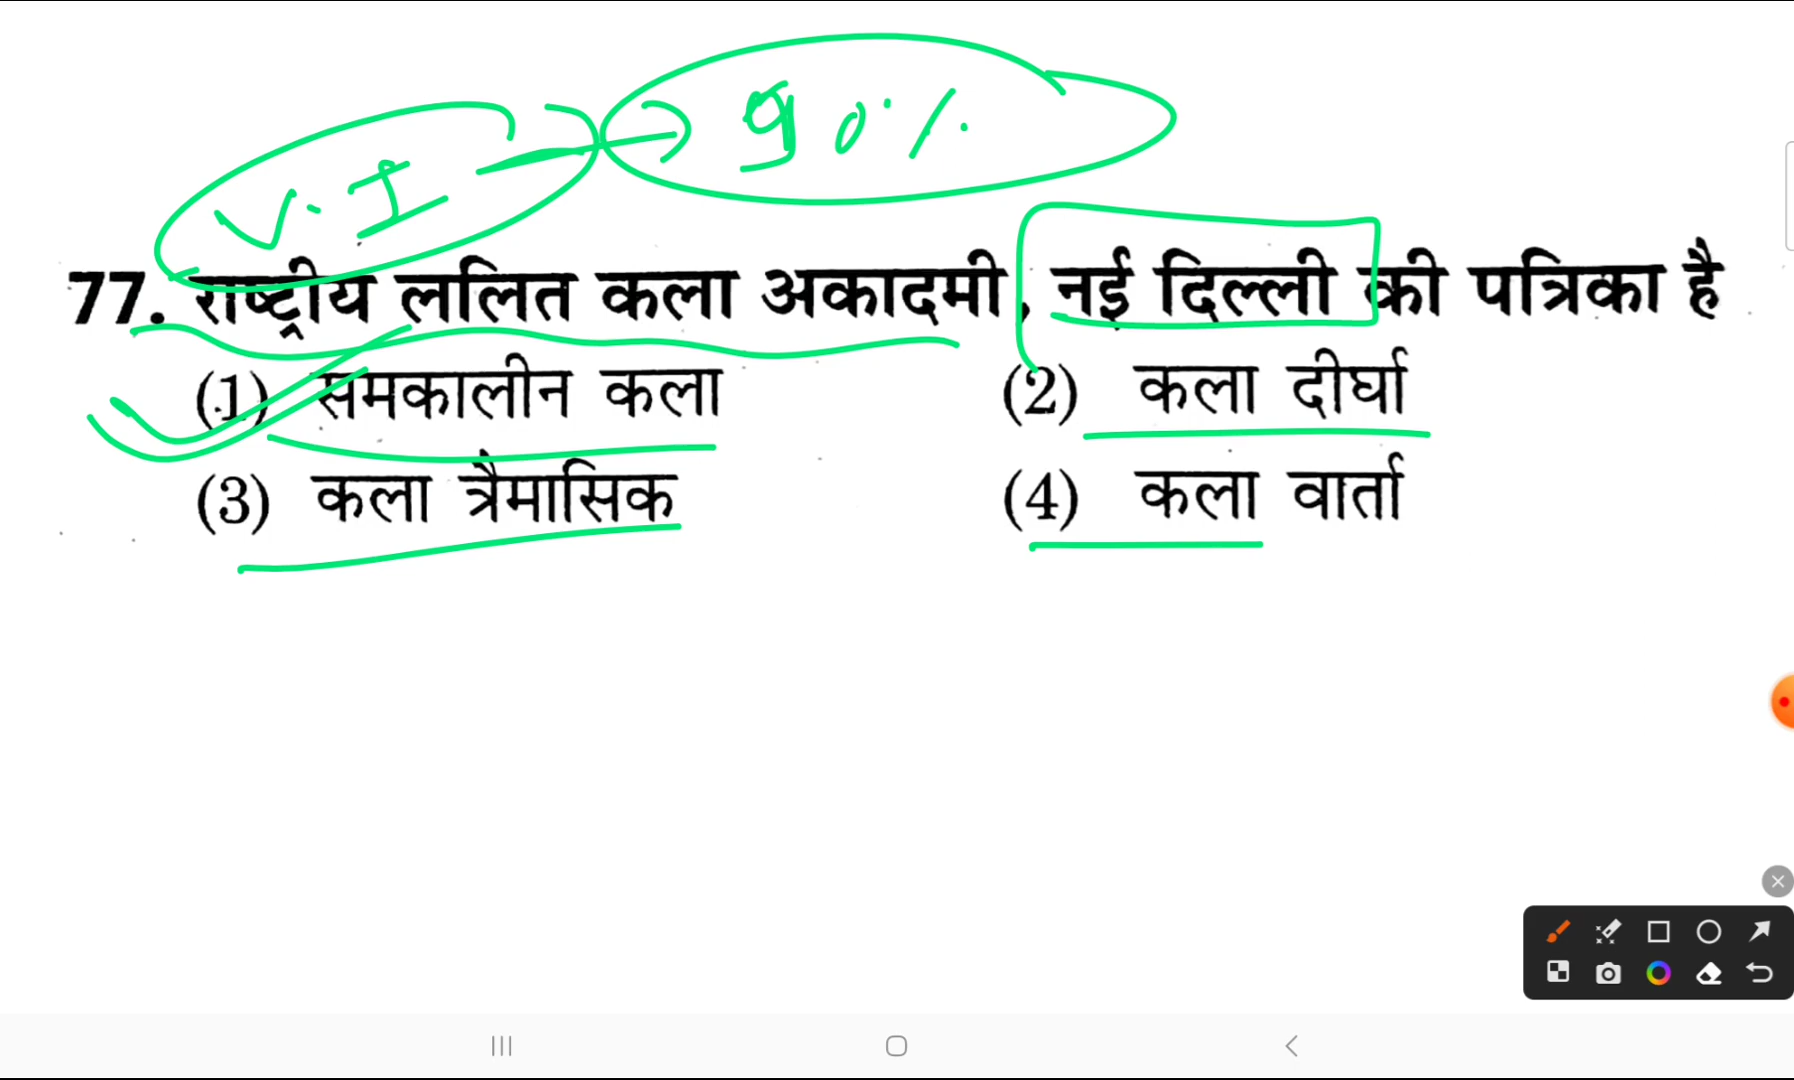 V.I → 90%
77. राष्ट्रीय ललित कला अकादमी, नई दिल्ली की पत्रिका है
(1) समकालीन कला (2) कला दीर्घा
(3) कला त्रैमासिक (4) कला वार्ता